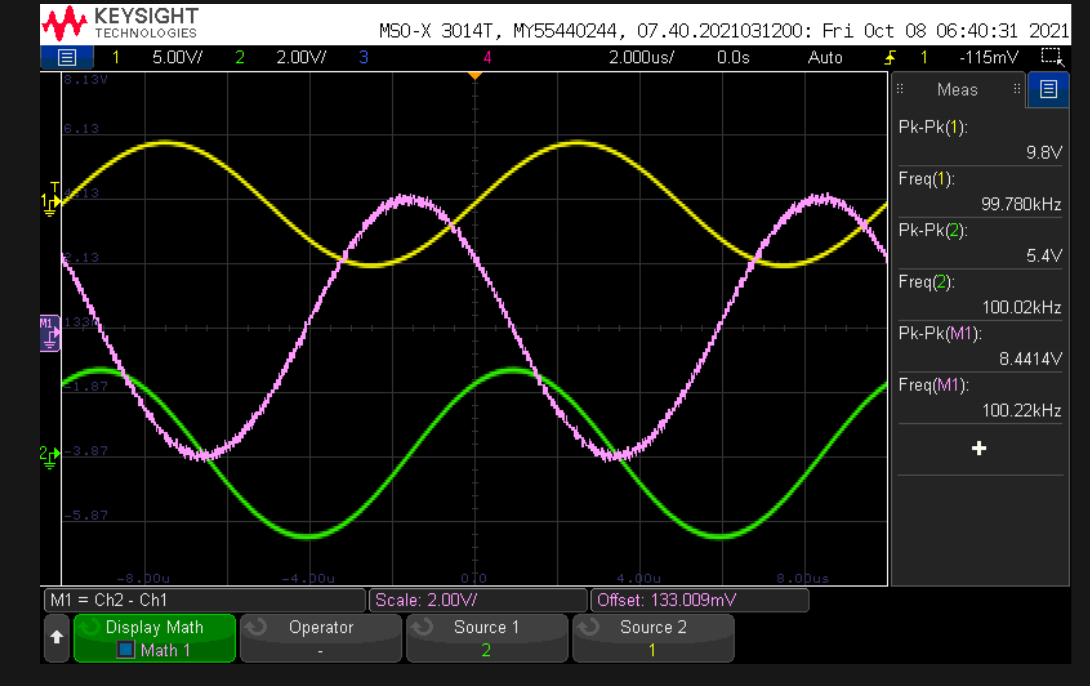 KEYSIGHT
TECHNOLOGIES
MSO-X 3014T, MY55440244, 07.40.2021031200: Fri Oct 08 06:40:31 2021
1 5.00V/ 2 2.00V/ 3 4 2.000us/ 0.0s Auto 1 -115mV
8.13V
6.13
T
1
4.13
2.13
M1
-1.87
2
-3.87
-5.87
-8.00u -4.00u 0.0 4.00u 8.00us
Meas
Pk-Pk(1):
9.8V
Freq(1):
99.780kHz
Pk-Pk(2):
5.4V
Freq(2):
100.02kHz
Pk-Pk(M1):
8.4414V
Freq(M1):
100.22kHz
+
M1 = Ch2 - Ch1 Scale: 2.00V/ Offset: 133.009mV
Display Math Operator Source 1 Source 2
Math 1 - 2 1